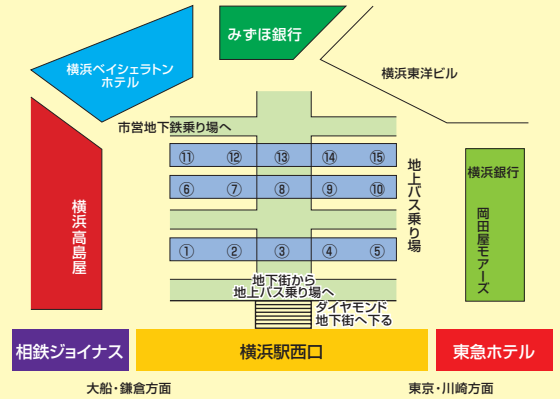 みずほ銀行
横浜ベイシェラトン
ホテル
横浜東洋ビル
市営地下鉄乗り場へ
⑪ ⑫ ⑬ ⑭ ⑮
⑥ ⑦ ⑧ ⑨ ⑩
① ② ③ ④ ⑤
地上バス乗り場
横浜高島屋
横浜銀行
岡田屋モアーズ
地下街から
地上バス乗り場へ
ダイヤモンド
地下街へ下る
相鉄ジョイナス
横浜駅西口
東急ホテル
大船・鎌倉方面
東京・川崎方面